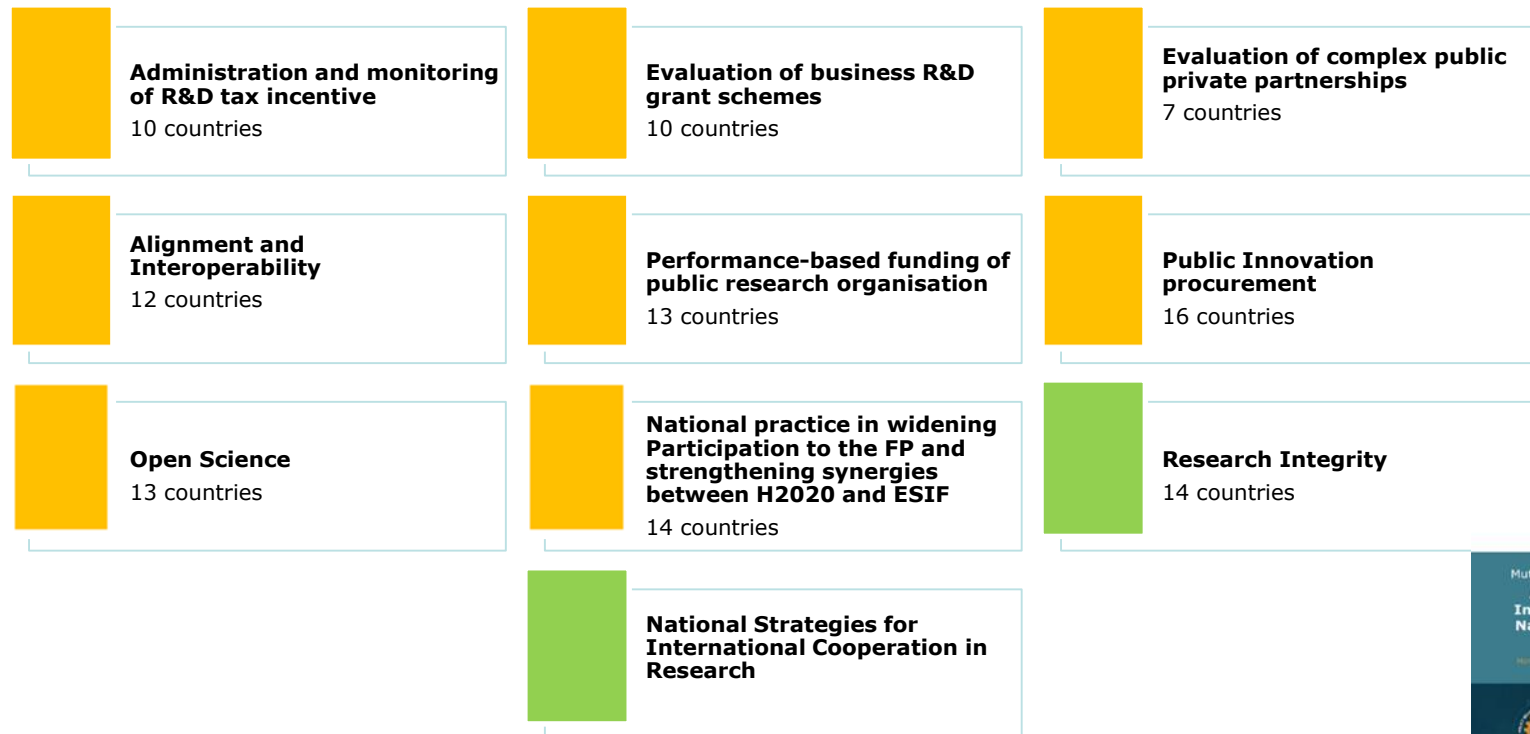 Administration and monitoring
of R&D tax incentive
10 countries
Evaluation of business R&D
grant schemes
10 countries
Evaluation of complex public
private partnerships
7 countries
Alignment and
Interoperability
12 countries
Performance-based funding of
public research organisation
13 countries
Public Innovation
procurement
16 countries
Open Science
13 countries
National practice in widening
Participation to the FP and
strengthening synergies
between H2020 and ESIF
14 countries
Research Integrity
14 countries
National Strategies for
International Cooperation in
Research